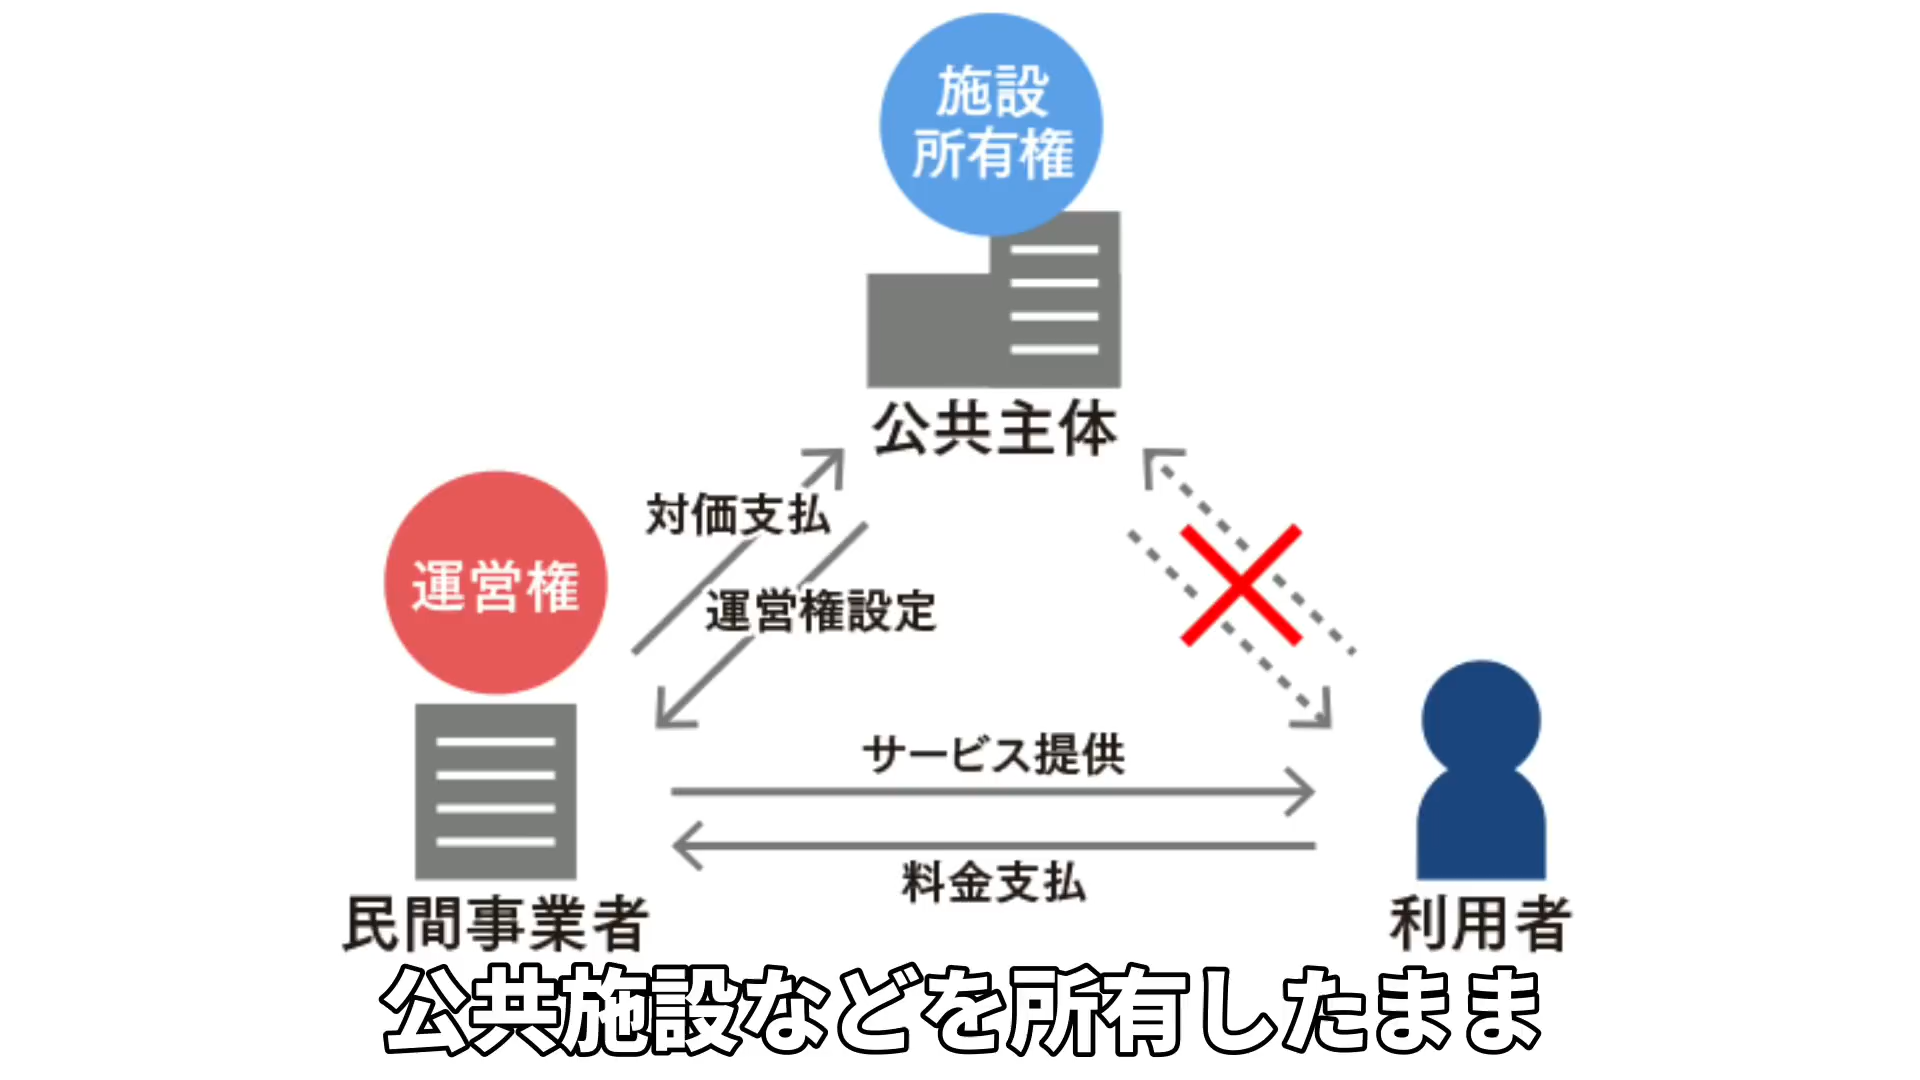 施設
所有権
公共主体
対価支払
運営権
運営権設定
サービス提供
料金支払
民間事業者
利用者
公共施設などを所有したまま